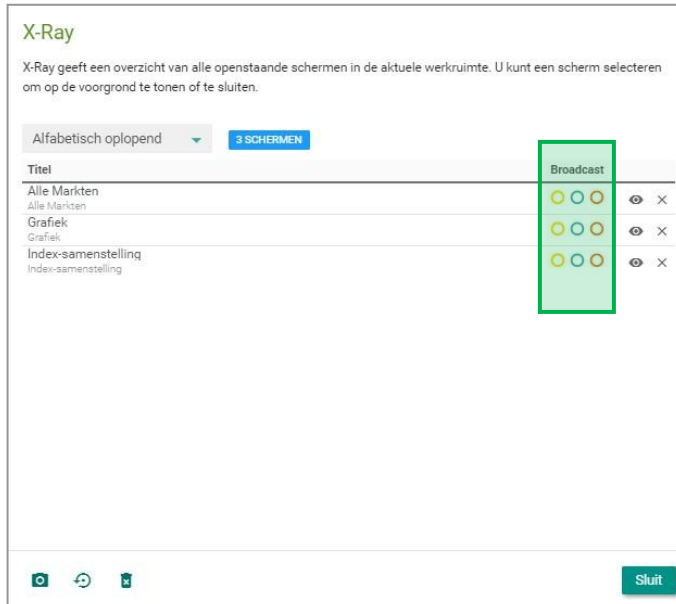 X-Ray
X-Ray geeft een overzicht van alle openstaande schermen in de aktuele werkruimte. U kunt een scherm selecteren
om op de voorgrond te tonen of te sluiten.
Alfabetisch oplopend 3 SCHERMEN
Titel Broadcast
Alle Markten
Alle Markten
Grafiek
Grafiek
Index-samenstelling
Index-samenstelling
Sluit